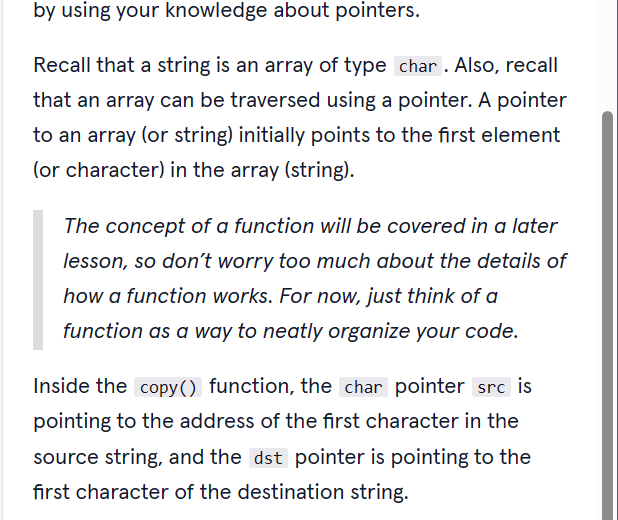 by using your knowledge about pointers.
Recall that a string is an array of type char. Also, recall
that an array can be traversed using a pointer. A pointer
to an array (or string) initially points to the first element
(or character) in the array (string).
The concept of a function will be covered in a later
lesson, so don’t worry too much about the details of
how a function works. For now, just think of a
function as a way to neatly organize your code.
Inside the copy() function, the char pointer src is
pointing to the address of the first character in the
source string, and the dst pointer is pointing to the
first character of the destination string.